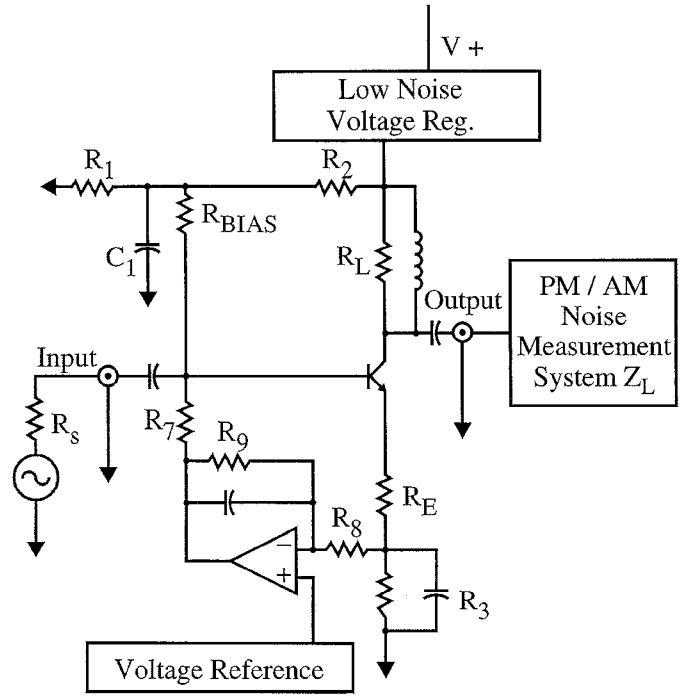 V +
Low Noise
Voltage Reg.
R1
R2
RBIAS
C1
RL
Output
PM / AM
Noise
Measurement
System ZL
Input
Rs
R7
R9
RE
R8
−
+
R3
Voltage Reference